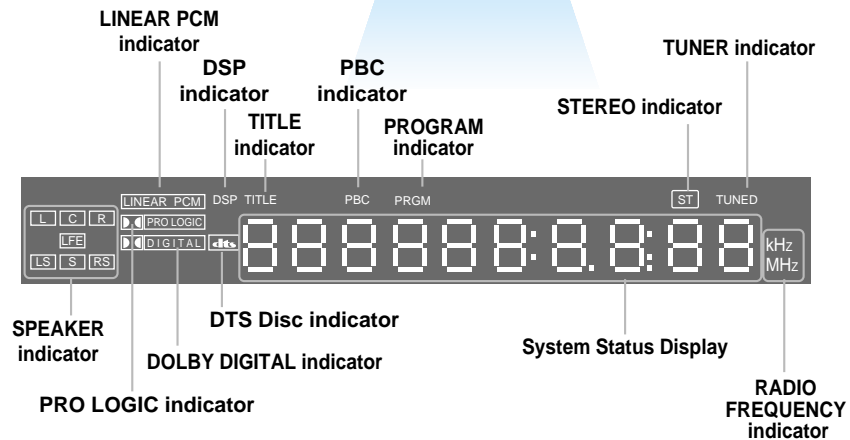 LINEAR PCM
indicator
DSP
indicator
PBC
indicator
TUNER indicator
STEREO indicator
TITLE
indicator
PROGRAM
indicator
LINEAR PCM DSP TITLE PBC PRGM ST TUNED
L C R
PRO LOGIC
LFE
DIGITAL dts
LS S RS
kHz
MHz
SPEAKER
indicator
DTS Disc indicator
DOLBY DIGITAL indicator
System Status Display
PRO LOGIC indicator
RADIO
FREQUENCY
indicator